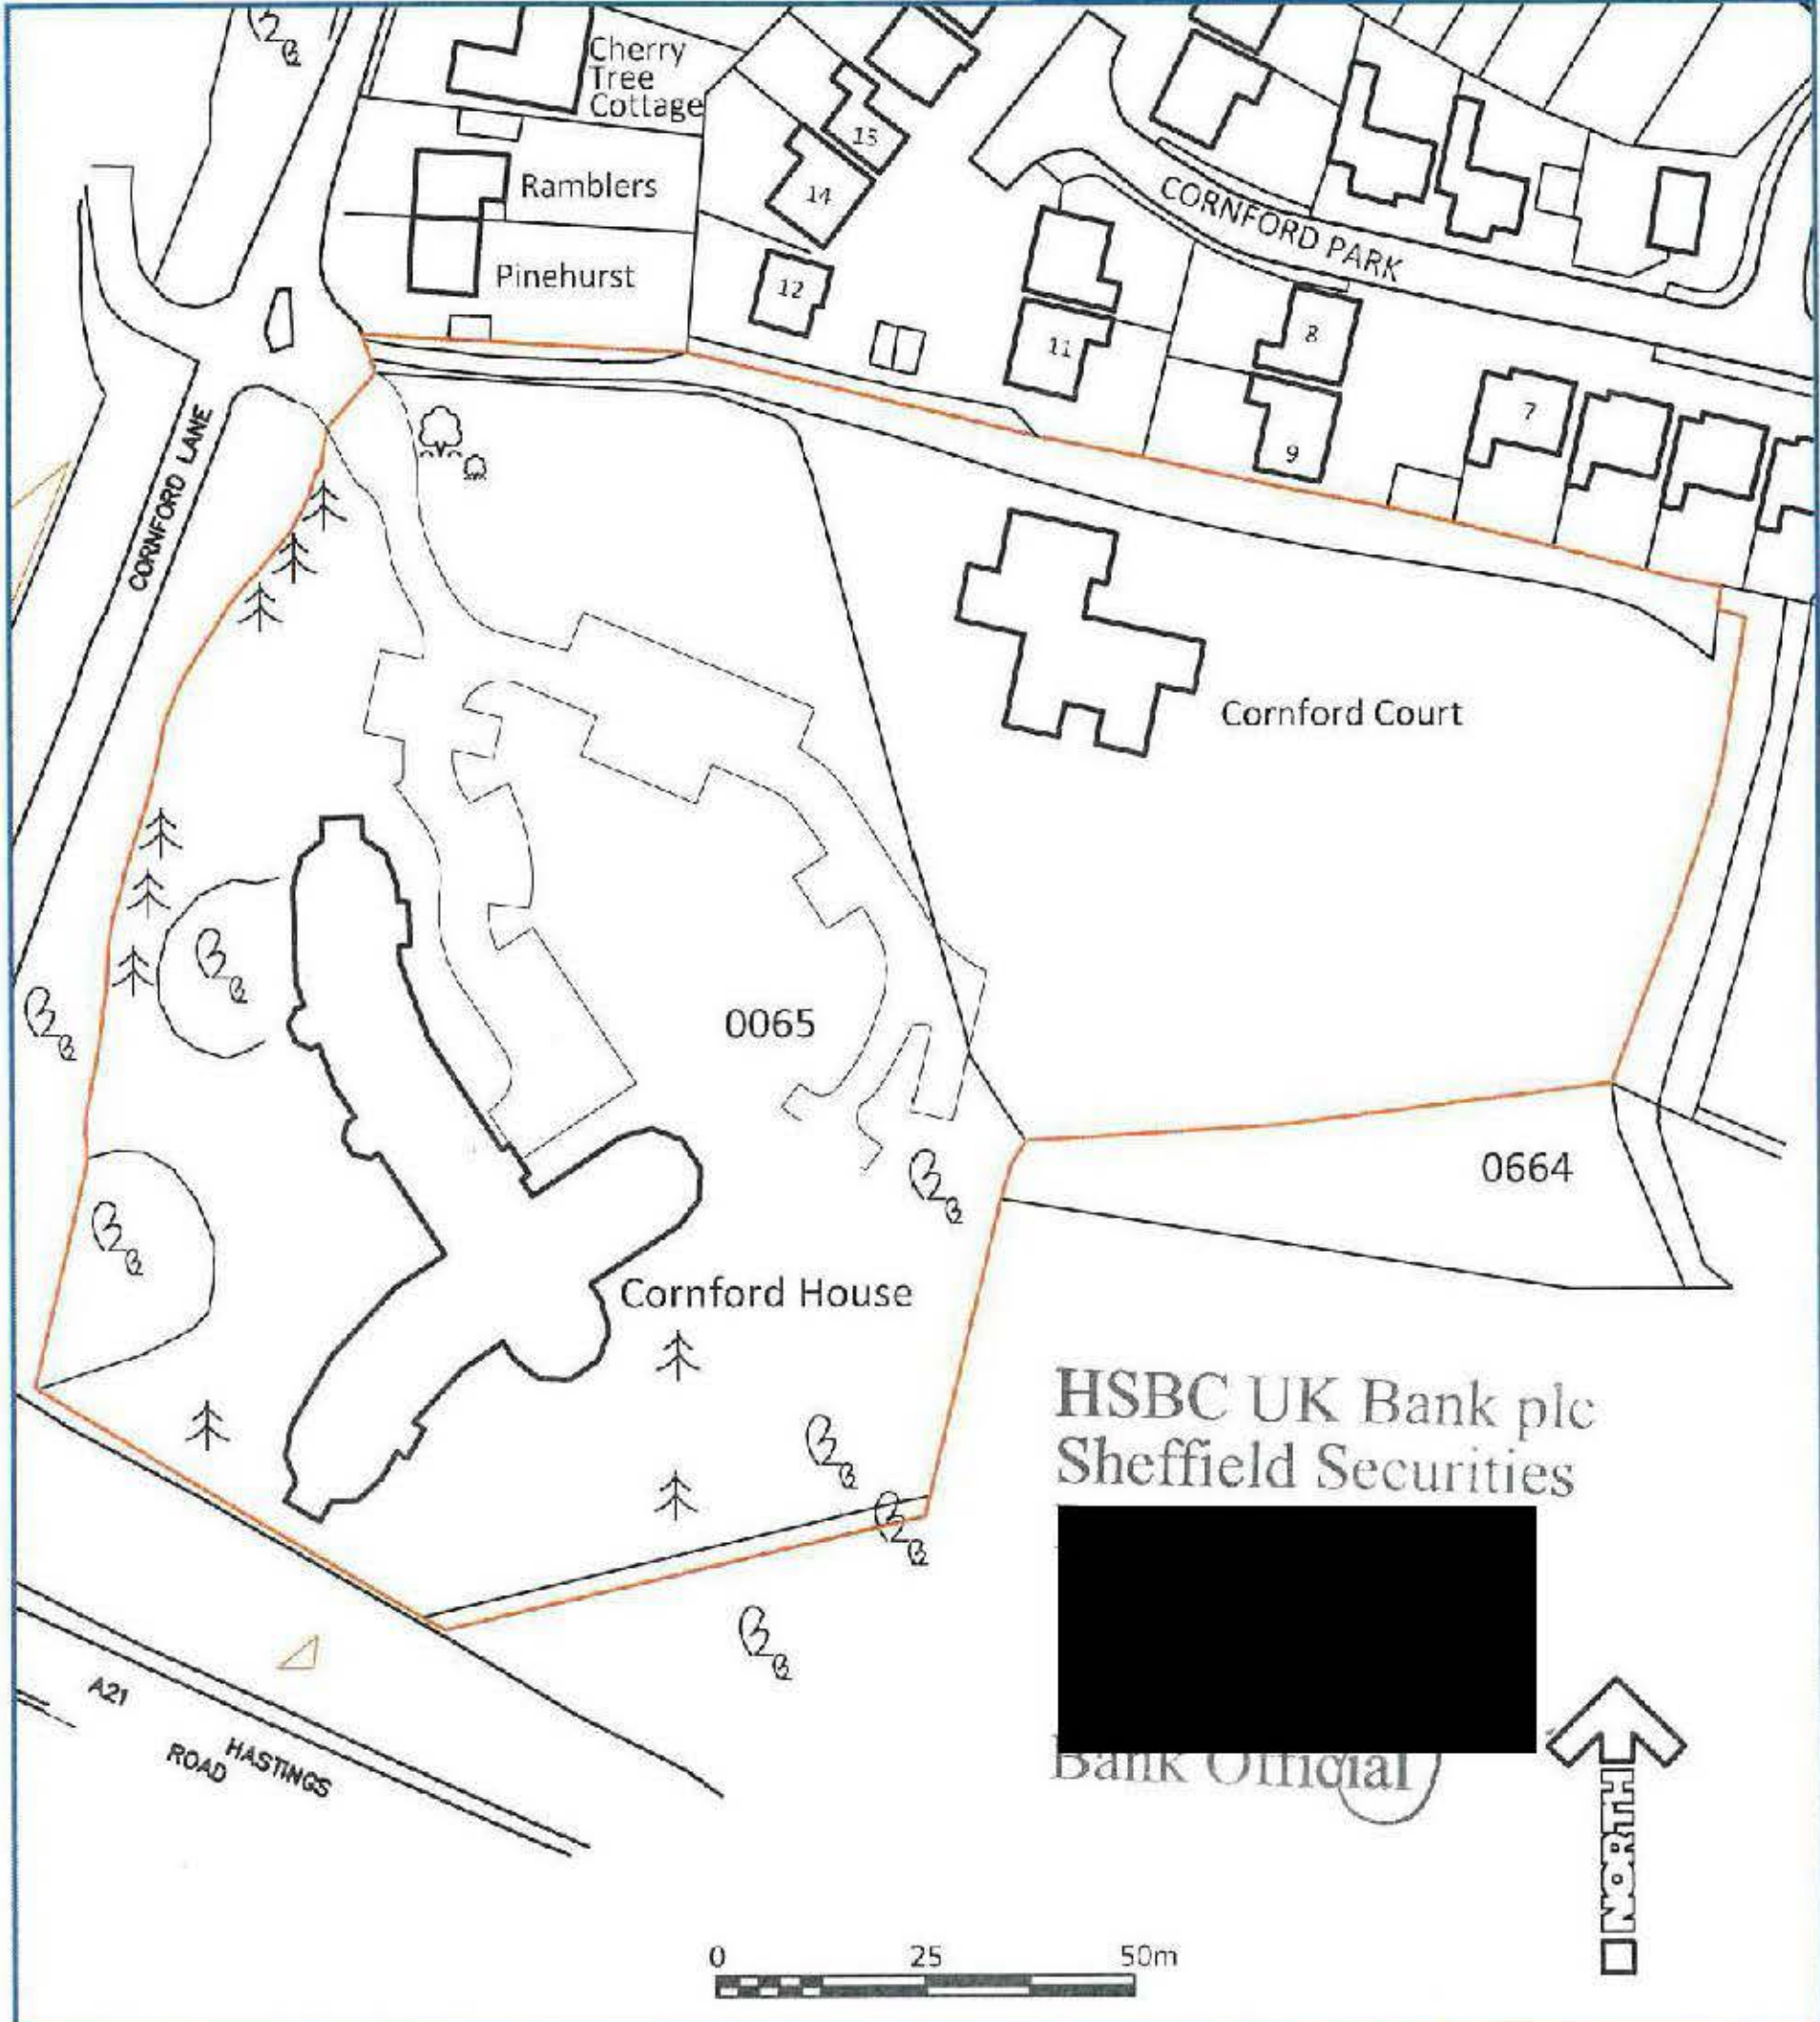 Cherry
Tree
Cottage
Ramblers
Pinehurst
15
14
12
11
8
9
7
CORNFORD PARK
CORNFORD LANE
Cornford Court
0065
0664
Cornford House
HSBC UK Bank plc
Sheffield Securities
Bank Official
A21
HASTINGS
ROAD
NORTH
0 25 50m